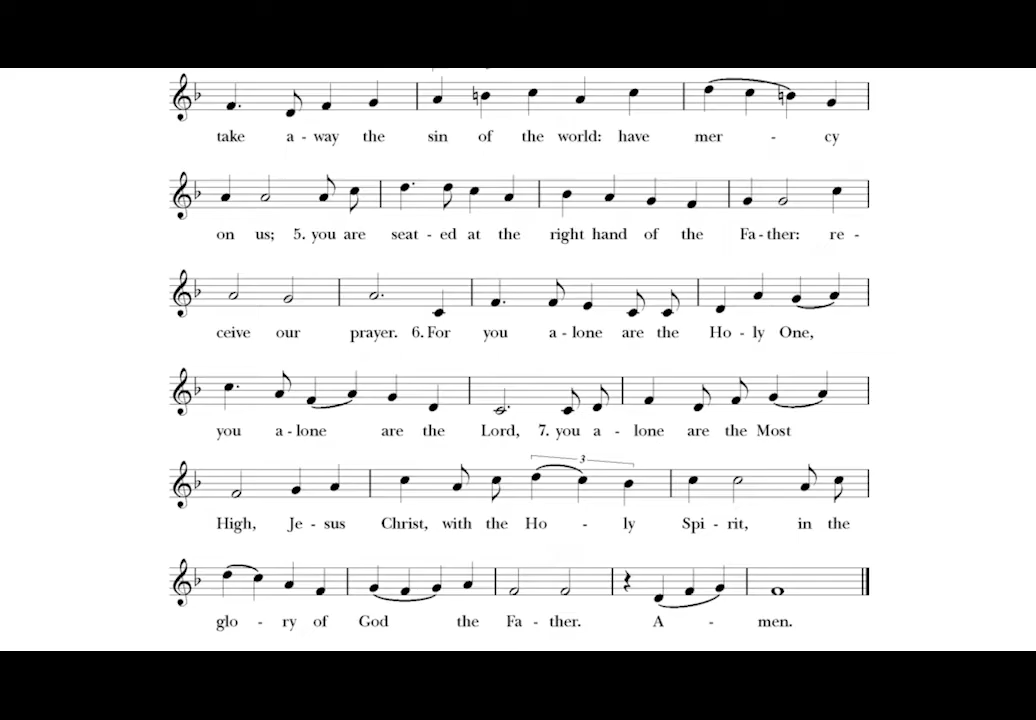 take a - way the sin of the world: have mer - cy
on us; 5. you are seat - ed at the right hand of the Fa - ther: re -
ceive our prayer. 6. For you a - lone are the Ho - ly One,
you a - lone are the Lord, 7. you a - lone are the Most
3
High, Je - sus Christ, with the Ho - ly Spi - rit, in the
glo - ry of God the Fa - ther. A - men.